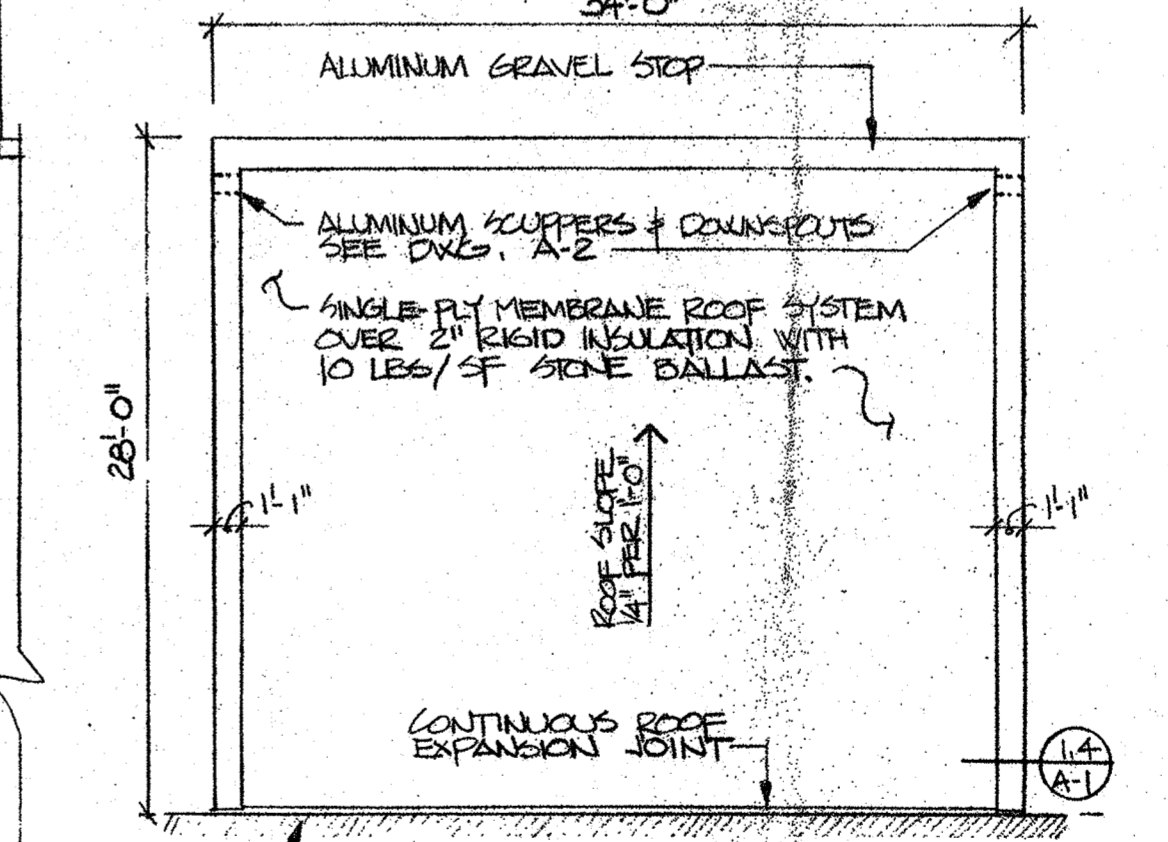 34'-0"
ALUMINUM GRAVEL STOP
ALUMINUM SCUPPERS & DOWNSPOUTS
SEE DWG. A-2
SINGLE-PLY MEMBRANE ROOF SYSTEM
OVER 2" RIGID INSULATION WITH
10 LBS/SF STONE BALLAST.
28'-0"
1'-1"
1'-1"
ROOF SLOPE
1/4" PER 1'-0"
CONTINUOUS ROOF
EXPANSION JOINT
1.4
A-1